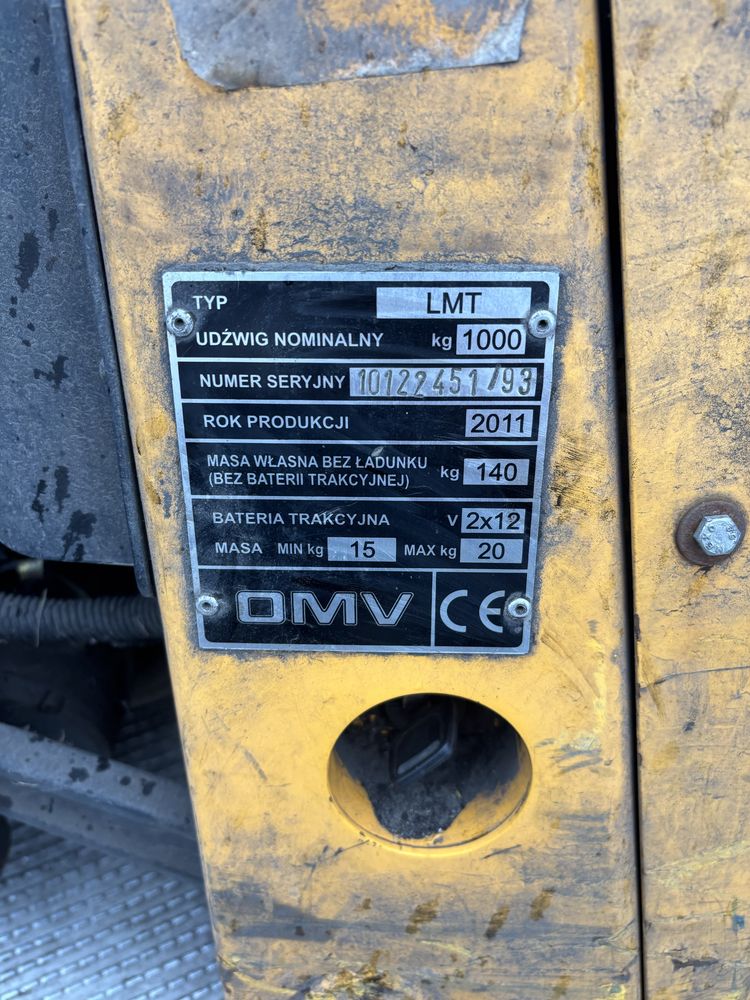 TYP LMT
UDŹWIG NOMINALNY kg 1000
NUMER SERYJNY 10122451/93
ROK PRODUKCJI 2011
MASA WŁASNA BEZ ŁADUNKU
(BEZ BATERII TRAKCYJNEJ) kg 140
BATERIA TRAKCYJNA V 2x12
MASA MIN kg 15 MAX kg 20
OMV CE